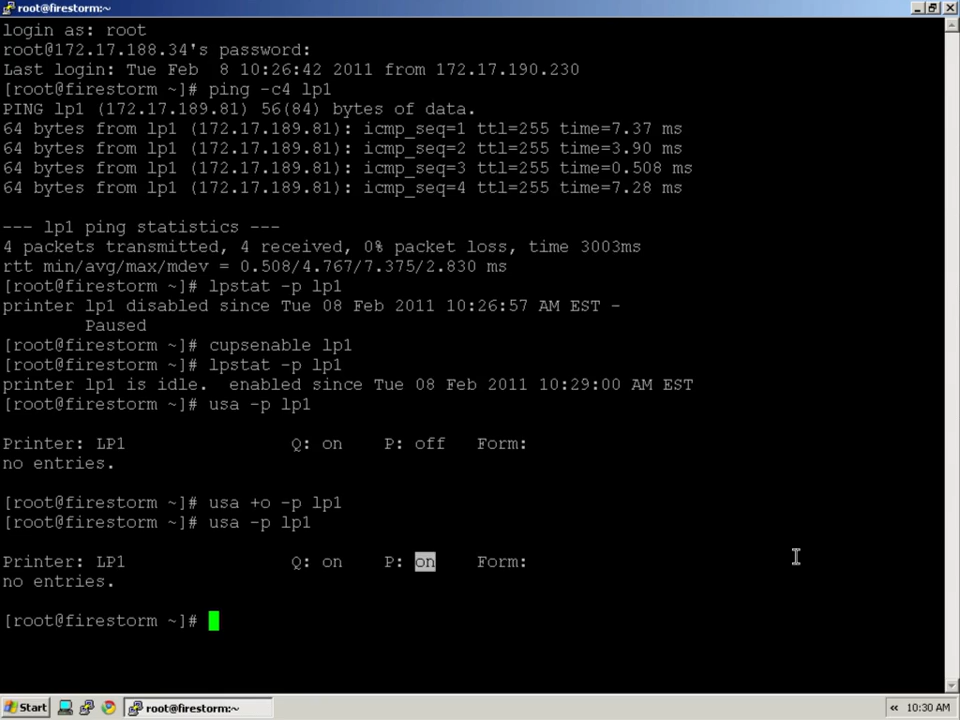 root@firestorm:~
login as: root
root@172.17.188.34's password:
Last login: Tue Feb  8 10:26:42 2011 from 172.17.190.230
[root@firestorm ~]# ping -c4 lp1
PING lp1 (172.17.189.81) 56(84) bytes of data.
64 bytes from lp1 (172.17.189.81): icmp_seq=1 ttl=255 time=7.37 ms
64 bytes from lp1 (172.17.189.81): icmp_seq=2 ttl=255 time=3.90 ms
64 bytes from lp1 (172.17.189.81): icmp_seq=3 ttl=255 time=0.508 ms
64 bytes from lp1 (172.17.189.81): icmp_seq=4 ttl=255 time=7.28 ms
--- lp1 ping statistics ---
4 packets transmitted, 4 received, 0% packet loss, time 3003ms
rtt min/avg/max/mdev = 0.508/4.767/7.375/2.830 ms
[root@firestorm ~]# lpstat -p lp1
printer lp1 disabled since Tue 08 Feb 2011 10:26:57 AM EST -
        Paused
[root@firestorm ~]# cupsenable lp1
[root@firestorm ~]# lpstat -p lp1
printer lp1 is idle.  enabled since Tue 08 Feb 2011 10:29:00 AM EST
[root@firestorm ~]# usa -p lp1
Printer: LP1                Q: on    P: off   Form:
no entries.
[root@firestorm ~]# usa +o -p lp1
[root@firestorm ~]# usa -p lp1
Printer: LP1                Q: on    P: on    Form:
no entries.
[root@firestorm ~]#
Start root@firestorm:~ « 10:30 AM